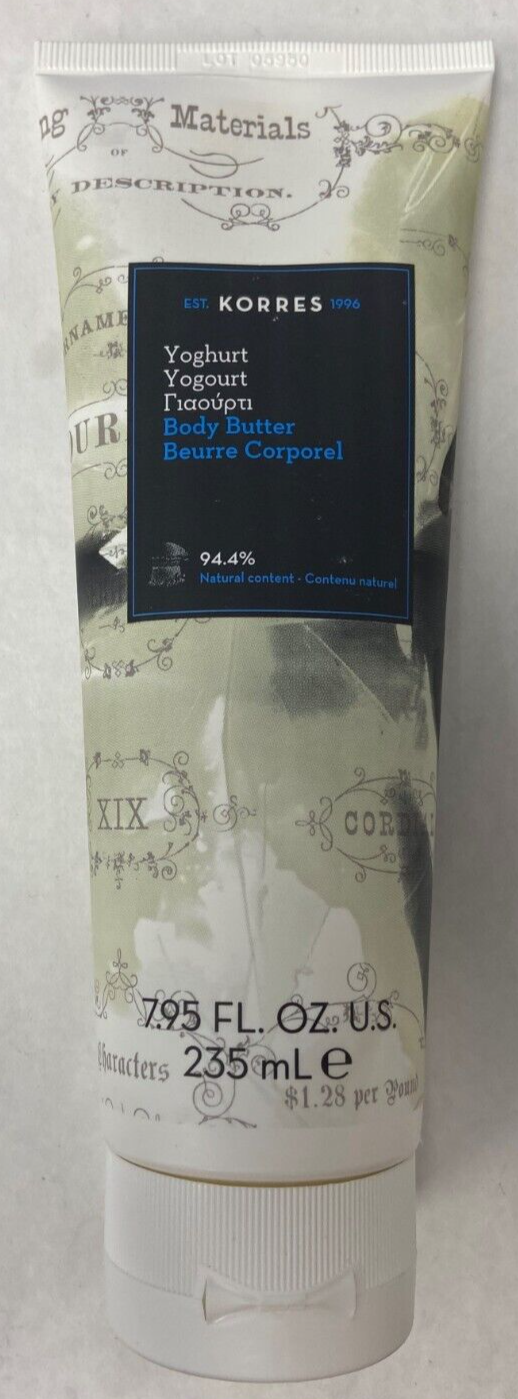 LOT 05950
Materials
OF
DESCRIPTION.
EST. KORRES 1996
Yoghurt
Yogourt
Γιαούρτι
Body Butter
Beurre Corporel
94.4%
Natural content - Contenu naturel
XIX
7.95 FL. OZ. U.S.
235 mL e
Characters
$1.28 per Pound